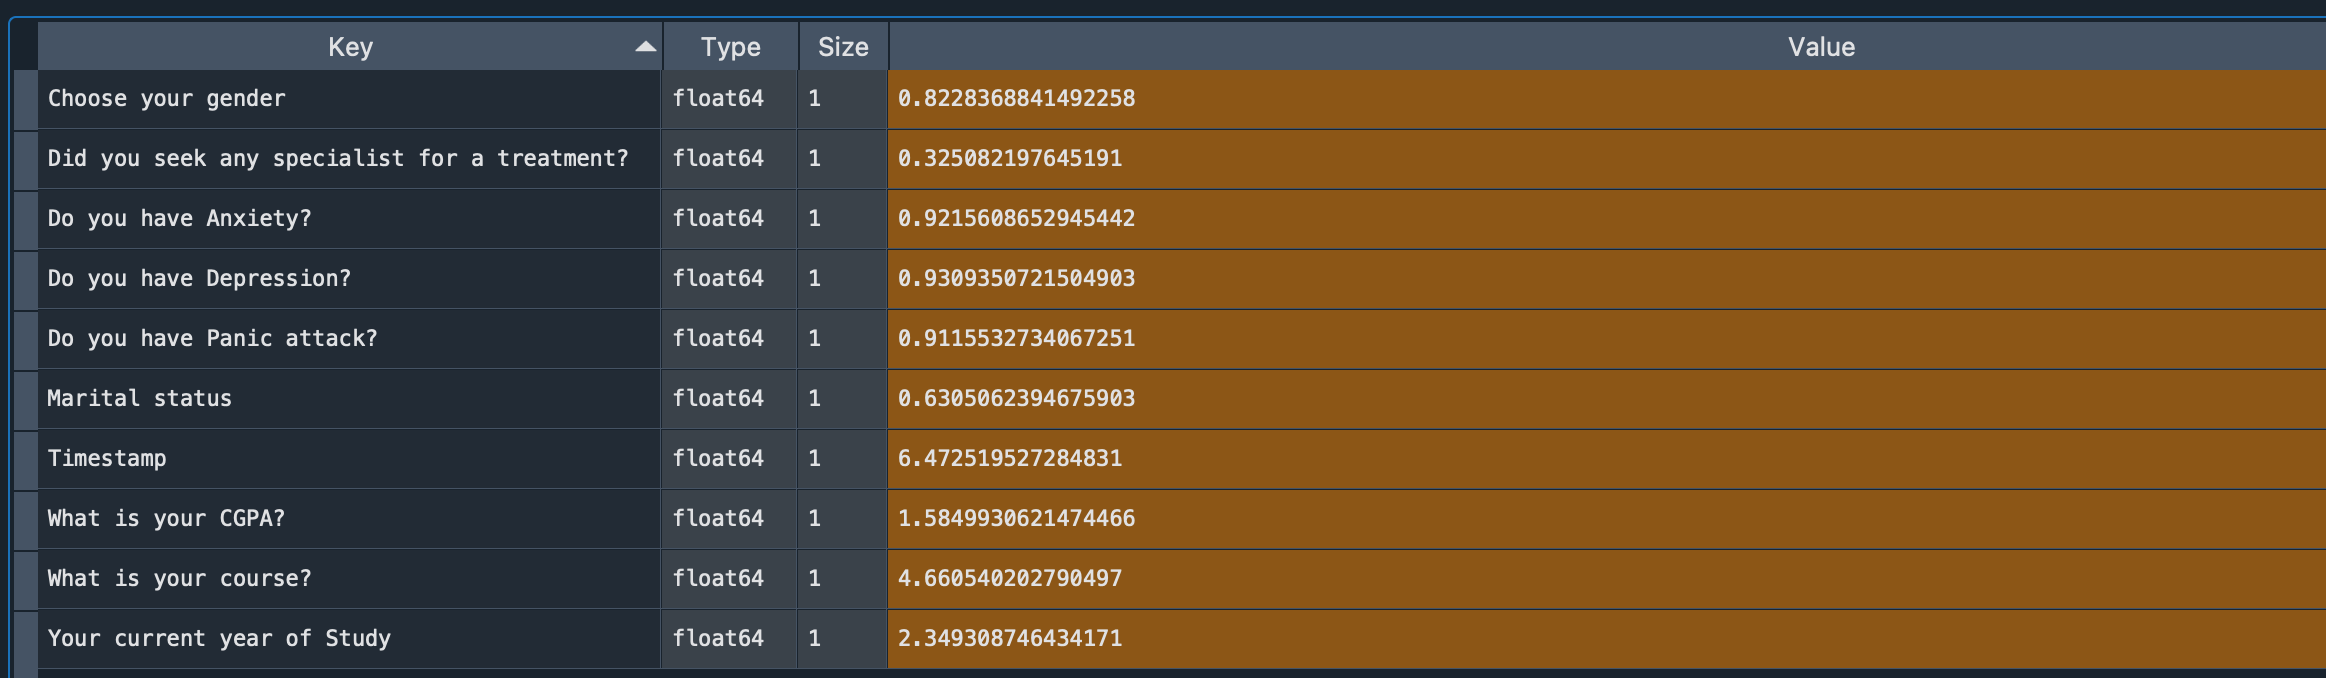 Key Type Size Value
Choose your gender float64 1 0.8228368841492258
Did you seek any specialist for a treatment? float64 1 0.325082197645191
Do you have Anxiety? float64 1 0.9215608652945442
Do you have Depression? float64 1 0.9309350721504903
Do you have Panic attack? float64 1 0.9115532734067251
Marital status float64 1 0.6305062394675903
Timestamp float64 1 6.472519527284831
What is your CGPA? float64 1 1.5849930621474466
What is your course? float64 1 4.660540202790497
Your current year of Study float64 1 2.349308746434171